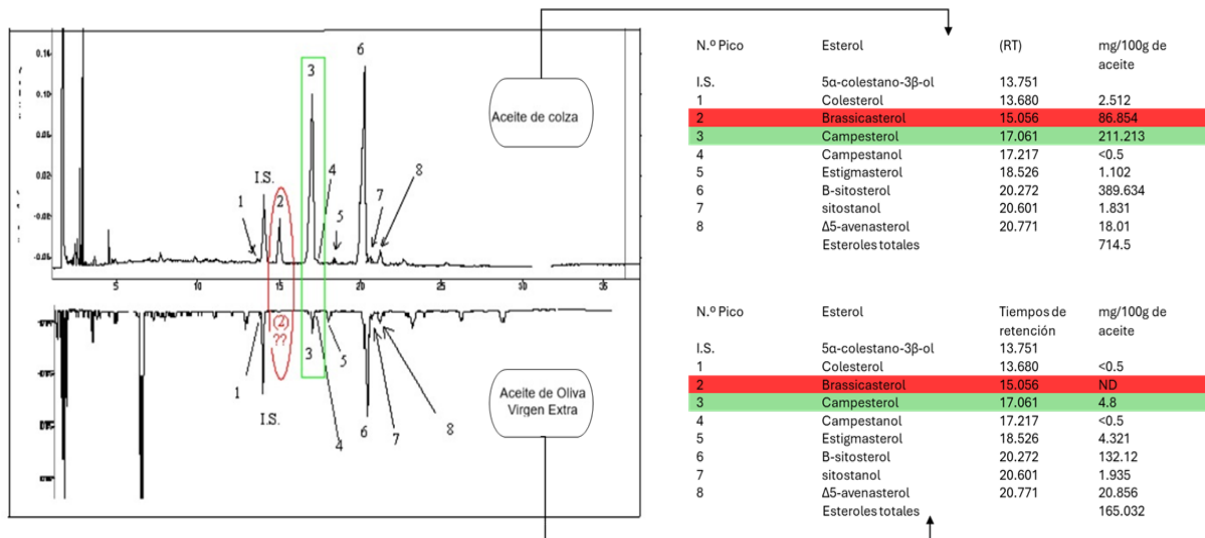 0.14
0.10
0.02
I.S.
1
2
3
4
5
6
7
8
5
10
15
20
25
30
35
(2)
??
1
I.S.
3
4
5
6
7
8
Aceite de colza
Aceite de Oliva
Virgen Extra
N.º Pico Esterol (RT) mg/100g de
aceite
I.S. 5α-colestano-3β-ol 13.751
1 Colesterol 13.680 2.512
2 Brassicasterol 15.056 86.854
3 Campesterol 17.061 211.213
4 Campestanol 17.217 <0.5
5 Estigmasterol 18.526 1.102
6 B-sitosterol 20.272 389.634
7 sitostanol 20.601 1.831
8 Δ5-avenasterol 20.771 18.01
Esteroles totales 714.5
N.º Pico Esterol Tiempos de mg/100g de
retención aceite
I.S. 5α-colestano-3β-ol 13.751
1 Colesterol 13.680 <0.5
2 Brassicasterol 15.056 ND
3 Campesterol 17.061 4.8
4 Campestanol 17.217 <0.5
5 Estigmasterol 18.526 4.321
6 B-sitosterol 20.272 132.12
7 sitostanol 20.601 1.935
8 Δ5-avenasterol 20.771 20.856
Esteroles totales 165.032